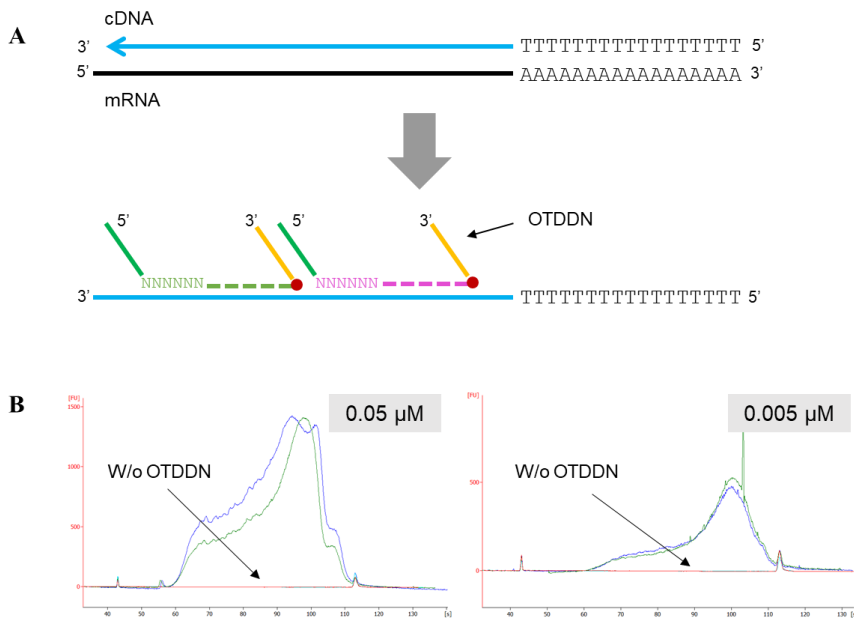 A
cDNA
3’ TTTTTTTTTTTTTTTTT 5’
5’ AAAAAAAAAAAAAAAAA 3’
mRNA
5’ 3’ 5’ 3’ OTDDN
NNNNNN NNNNNN
3’ TTTTTTTTTTTTTTTTT 5’
B
[FU] 0.05 µM
1500
W/o OTDDN
1000
500
0
40 50 60 70 80 90 100 110 120 130 [s]
[FU] 0.005 µM
W/o OTDDN
500
0
40 50 60 70 80 90 100 110 120 130